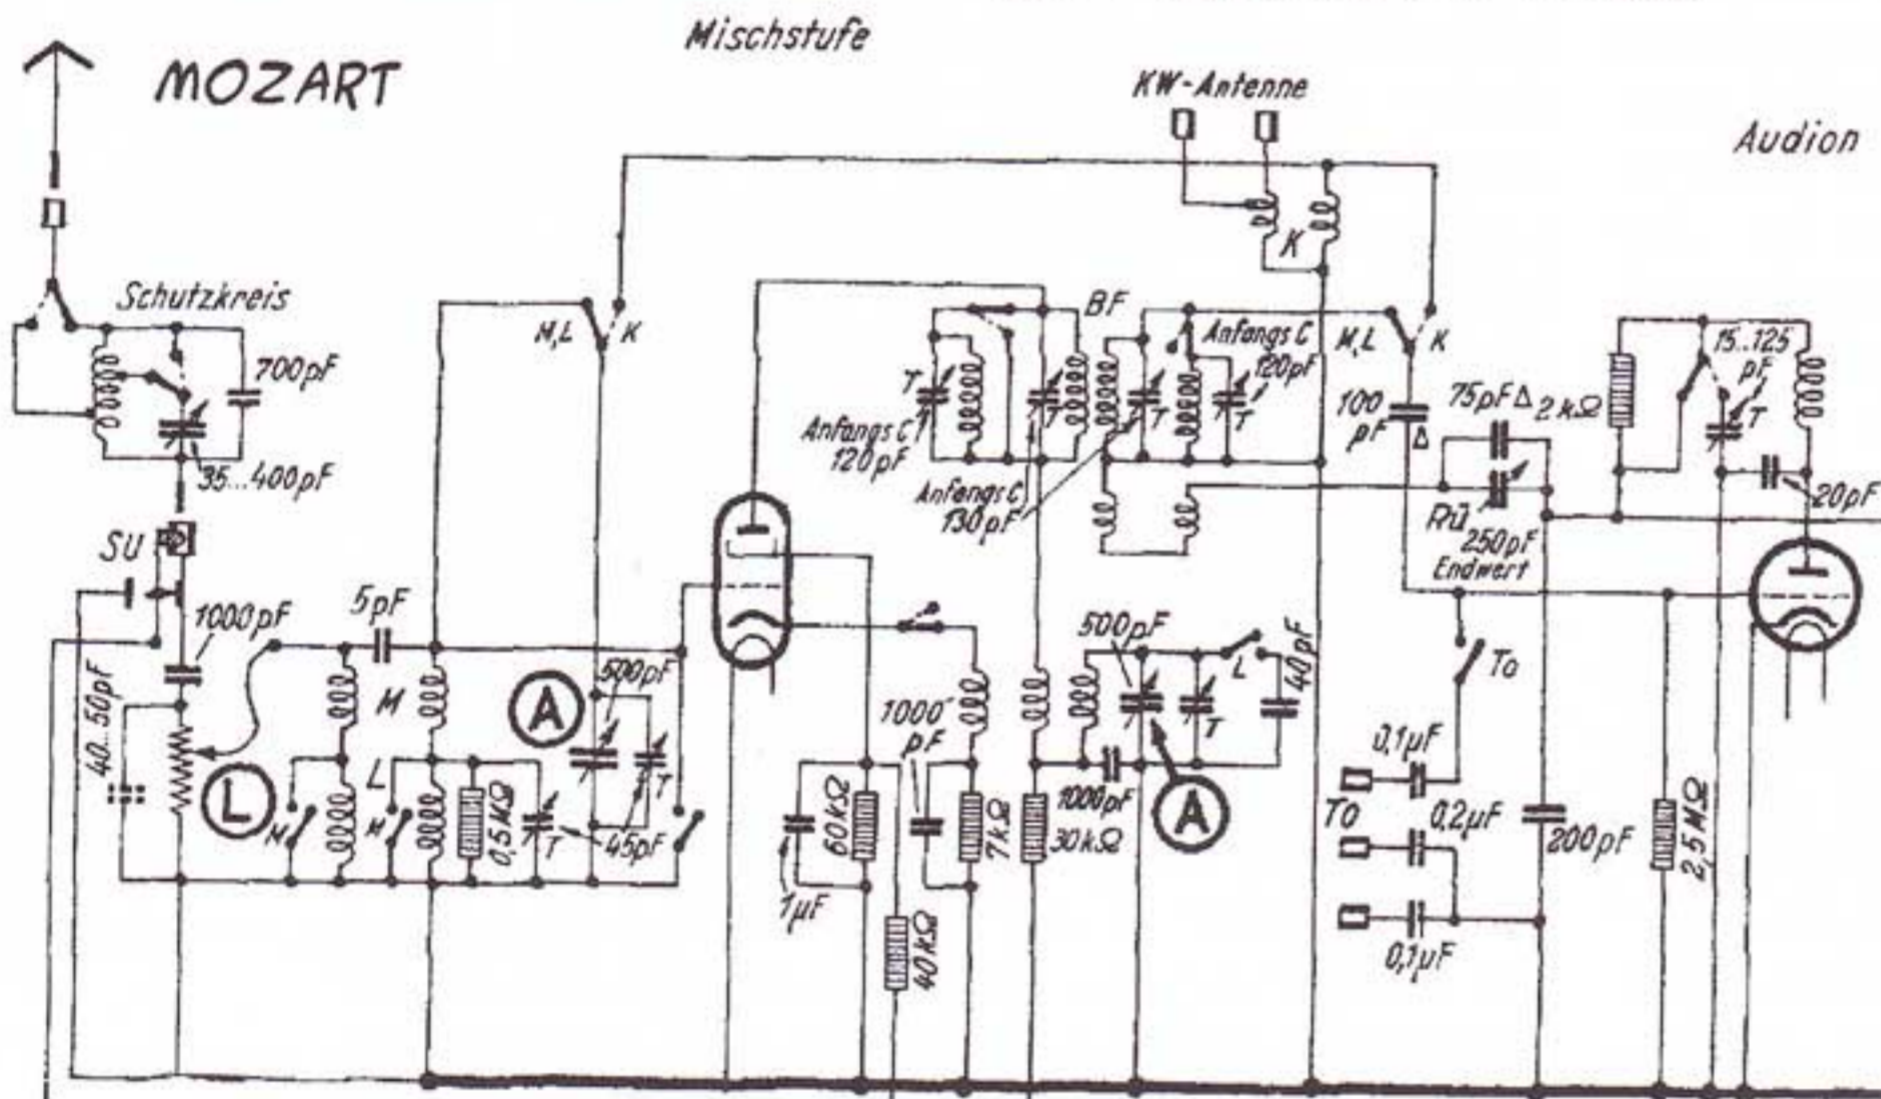 Mischstufe
MOZART
KW-Antenne
Audion
Schutzkreis
700pF
35...400pF
K
M,L
K
BF
Anfangs C
120pF
T
T
M,L
K
15..125
pF
T
T
T
Anfangs C
120pF
Anfangs C
130pF
100
pF
Δ
75pF Δ
2kΩ
Rü
250pF
Endwert
20pF
SU
1000pF
5pF
40...50pF
L
M
L
M
M
0,5MΩ
T
45pF
A
500pF
T
1000
pF
60kΩ
1µF
40kΩ
7kΩ
30kΩ
1000pF
500pF
A
T
L
40pF
To
0,1µF
To
0,2µF
0,1µF
200pF
2,5MΩ